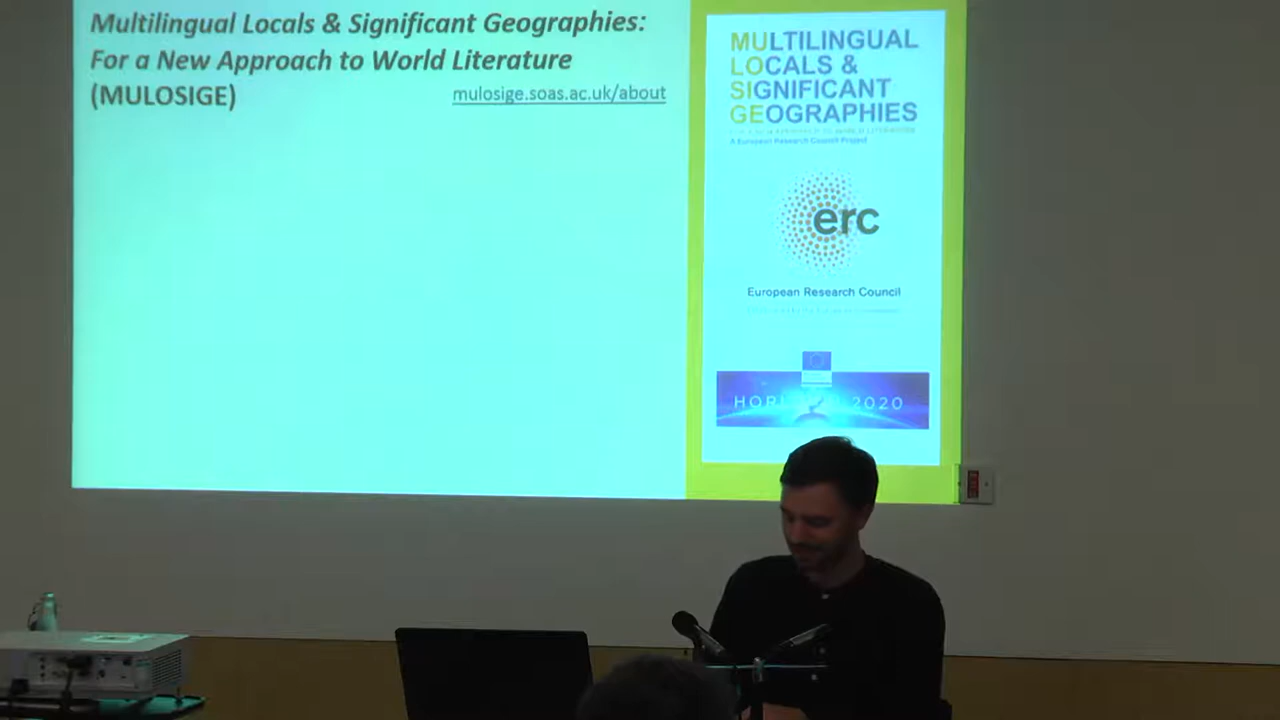 Multilingual Locals & Significant Geographies:
For a New Approach to World Literature
(MULOSIGE)
mulosige.soas.ac.uk/about
MULTILINGUAL
LOCALS &
SIGNIFICANT
GEOGRAPHIES
A European Research Council Project
erc
European Research Council
2020